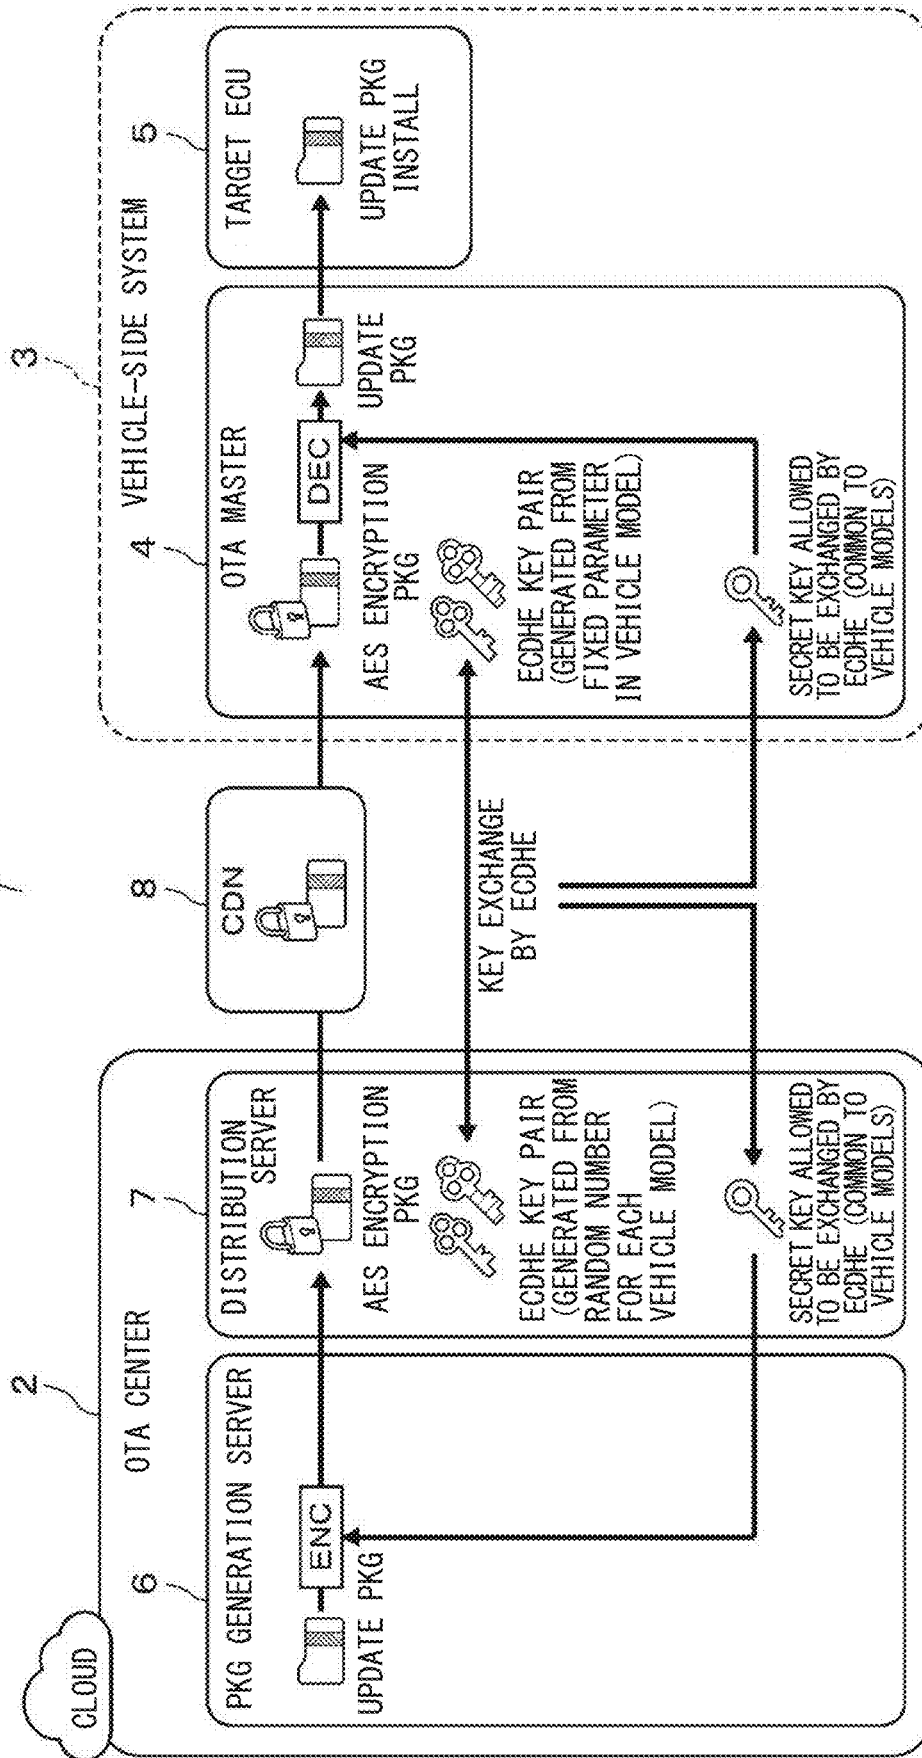 CLOUD
2
OTA CENTER
6
PKG GENERATION SERVER
UPDATE PKG
ENC
7
DISTRIBUTION
SERVER
AES ENCRYPTION
PKG
ECDHE KEY PAIR
(GENERATED FROM
RANDOM NUMBER
FOR EACH
VEHICLE MODEL)
SECRET KEY ALLOWED
TO BE EXCHANGED BY
ECDHE (COMMON TO
VEHICLE MODELS)
8
CDN
KEY EXCHANGE
BY ECDHE
3
VEHICLE-SIDE SYSTEM
4
OTA MASTER
AES ENCRYPTION
PKG
DEC
UPDATE
PKG
ECDHE KEY PAIR
(GENERATED FROM
FIXED PARAMETER
IN VEHICLE MODEL)
SECRET KEY ALLOWED
TO BE EXCHANGED BY
ECDHE (COMMON TO
VEHICLE MODELS)
5
TARGET ECU
UPDATE PKG
INSTALL